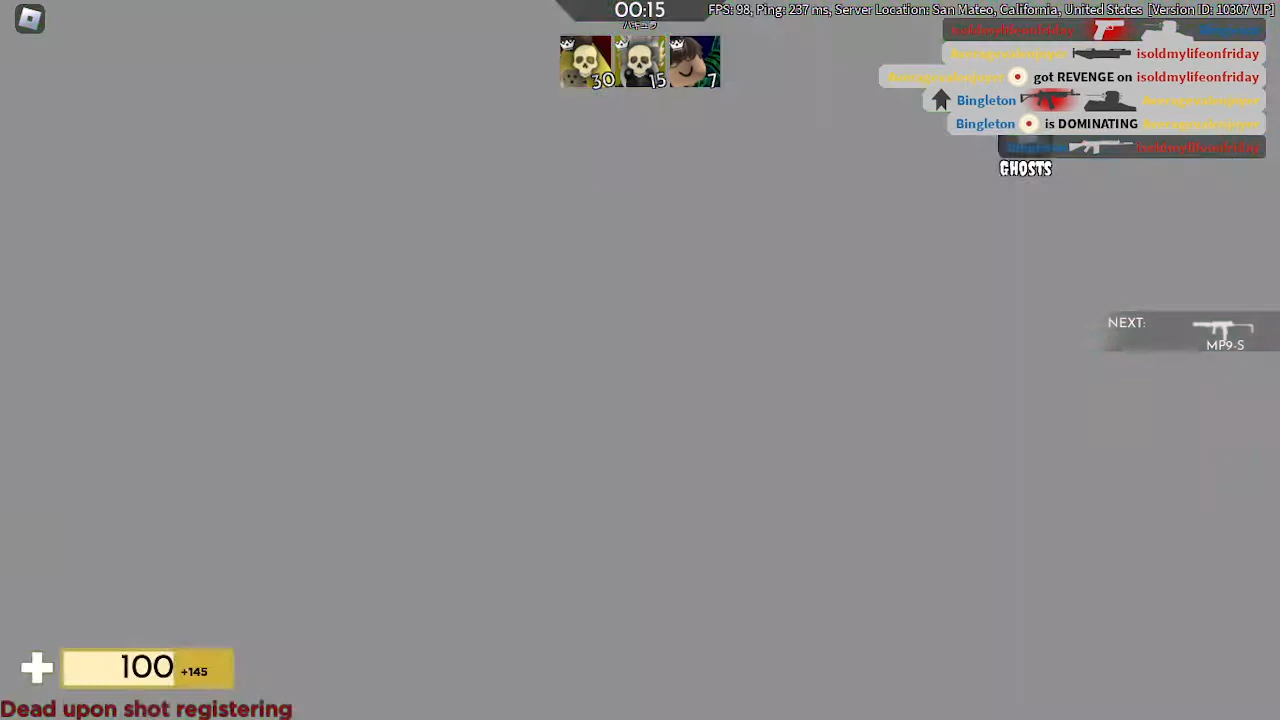 00:15
FPS: 98, Ping: 237 ms, Server Location: San Mateo, California, United States [Version ID: 10307 VIP]
30
15
7
isoldmylifeonfriday
isoldmylifeonfriday
got REVENGE on isoldmylifeonfriday
Bingleton
Bingleton is DOMINATING
isoldmylifeonfriday
GHOSTS
NEXT:
MP9-S
100 +145
Dead upon shot registering